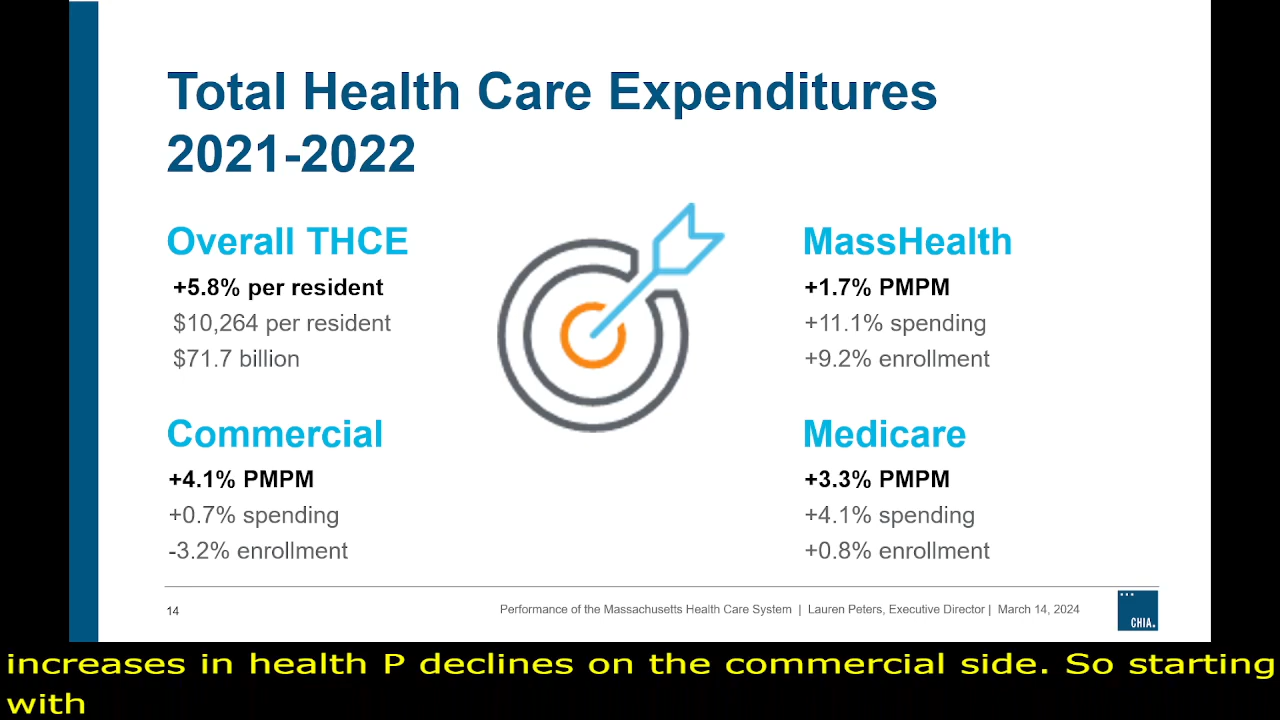 Total Health Care Expenditures
2021-2022
Overall THCE
+5.8% per resident
$10,264 per resident
$71.7 billion
Commercial
+4.1% PMPM
+0.7% spending
-3.2% enrollment
MassHealth
+1.7% PMPM
+11.1% spending
+9.2% enrollment
Medicare
+3.3% PMPM
+4.1% spending
+0.8% enrollment
14
Performance of the Massachusetts Health Care System | Lauren Peters, Executive Director | March 14, 2024
CHIA.
increases in health P declines on the commercial side. So starting
with